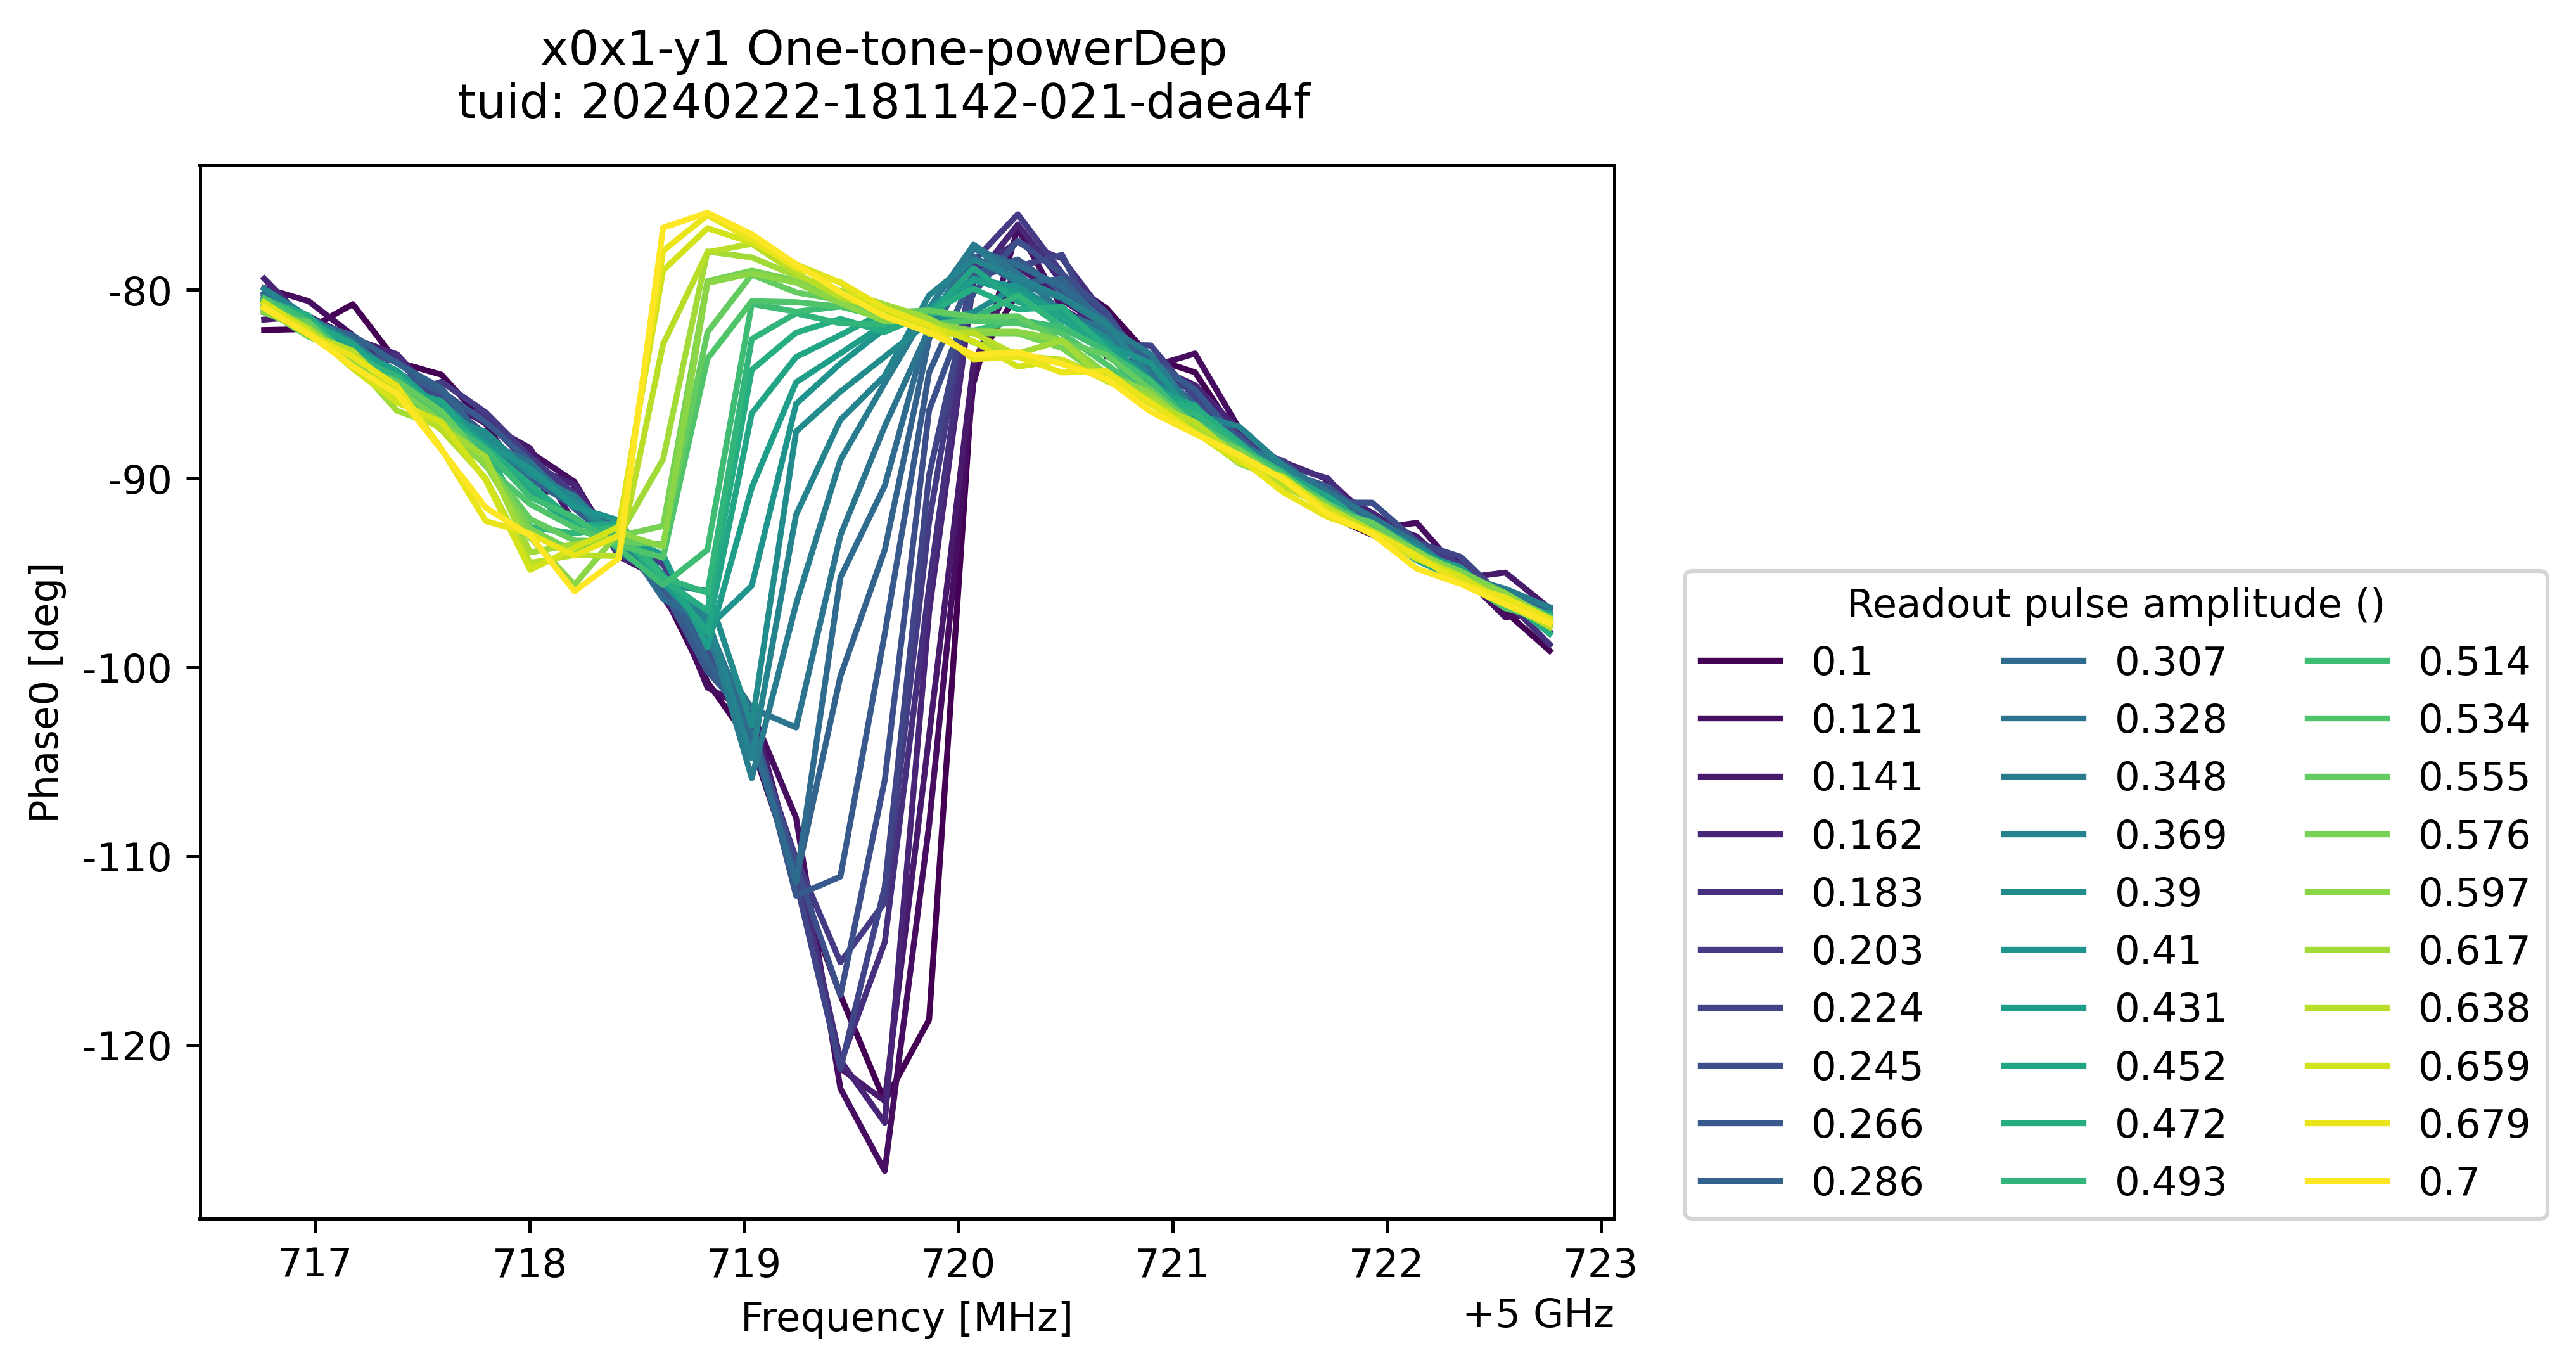 x0x1-y1 One-tone-powerDep
tuid: 20240222-181142-021-daea4f
Phase0 [deg]
-80
-90
-100
-110
-120
717 718 719 720 721 722 723
Frequency [MHz]
+5 GHz
Readout pulse amplitude ()
0.1 0.307 0.514
0.121 0.328 0.534
0.141 0.348 0.555
0.162 0.369 0.576
0.183 0.39 0.597
0.203 0.41 0.617
0.224 0.431 0.638
0.245 0.452 0.659
0.266 0.472 0.679
0.286 0.493 0.7